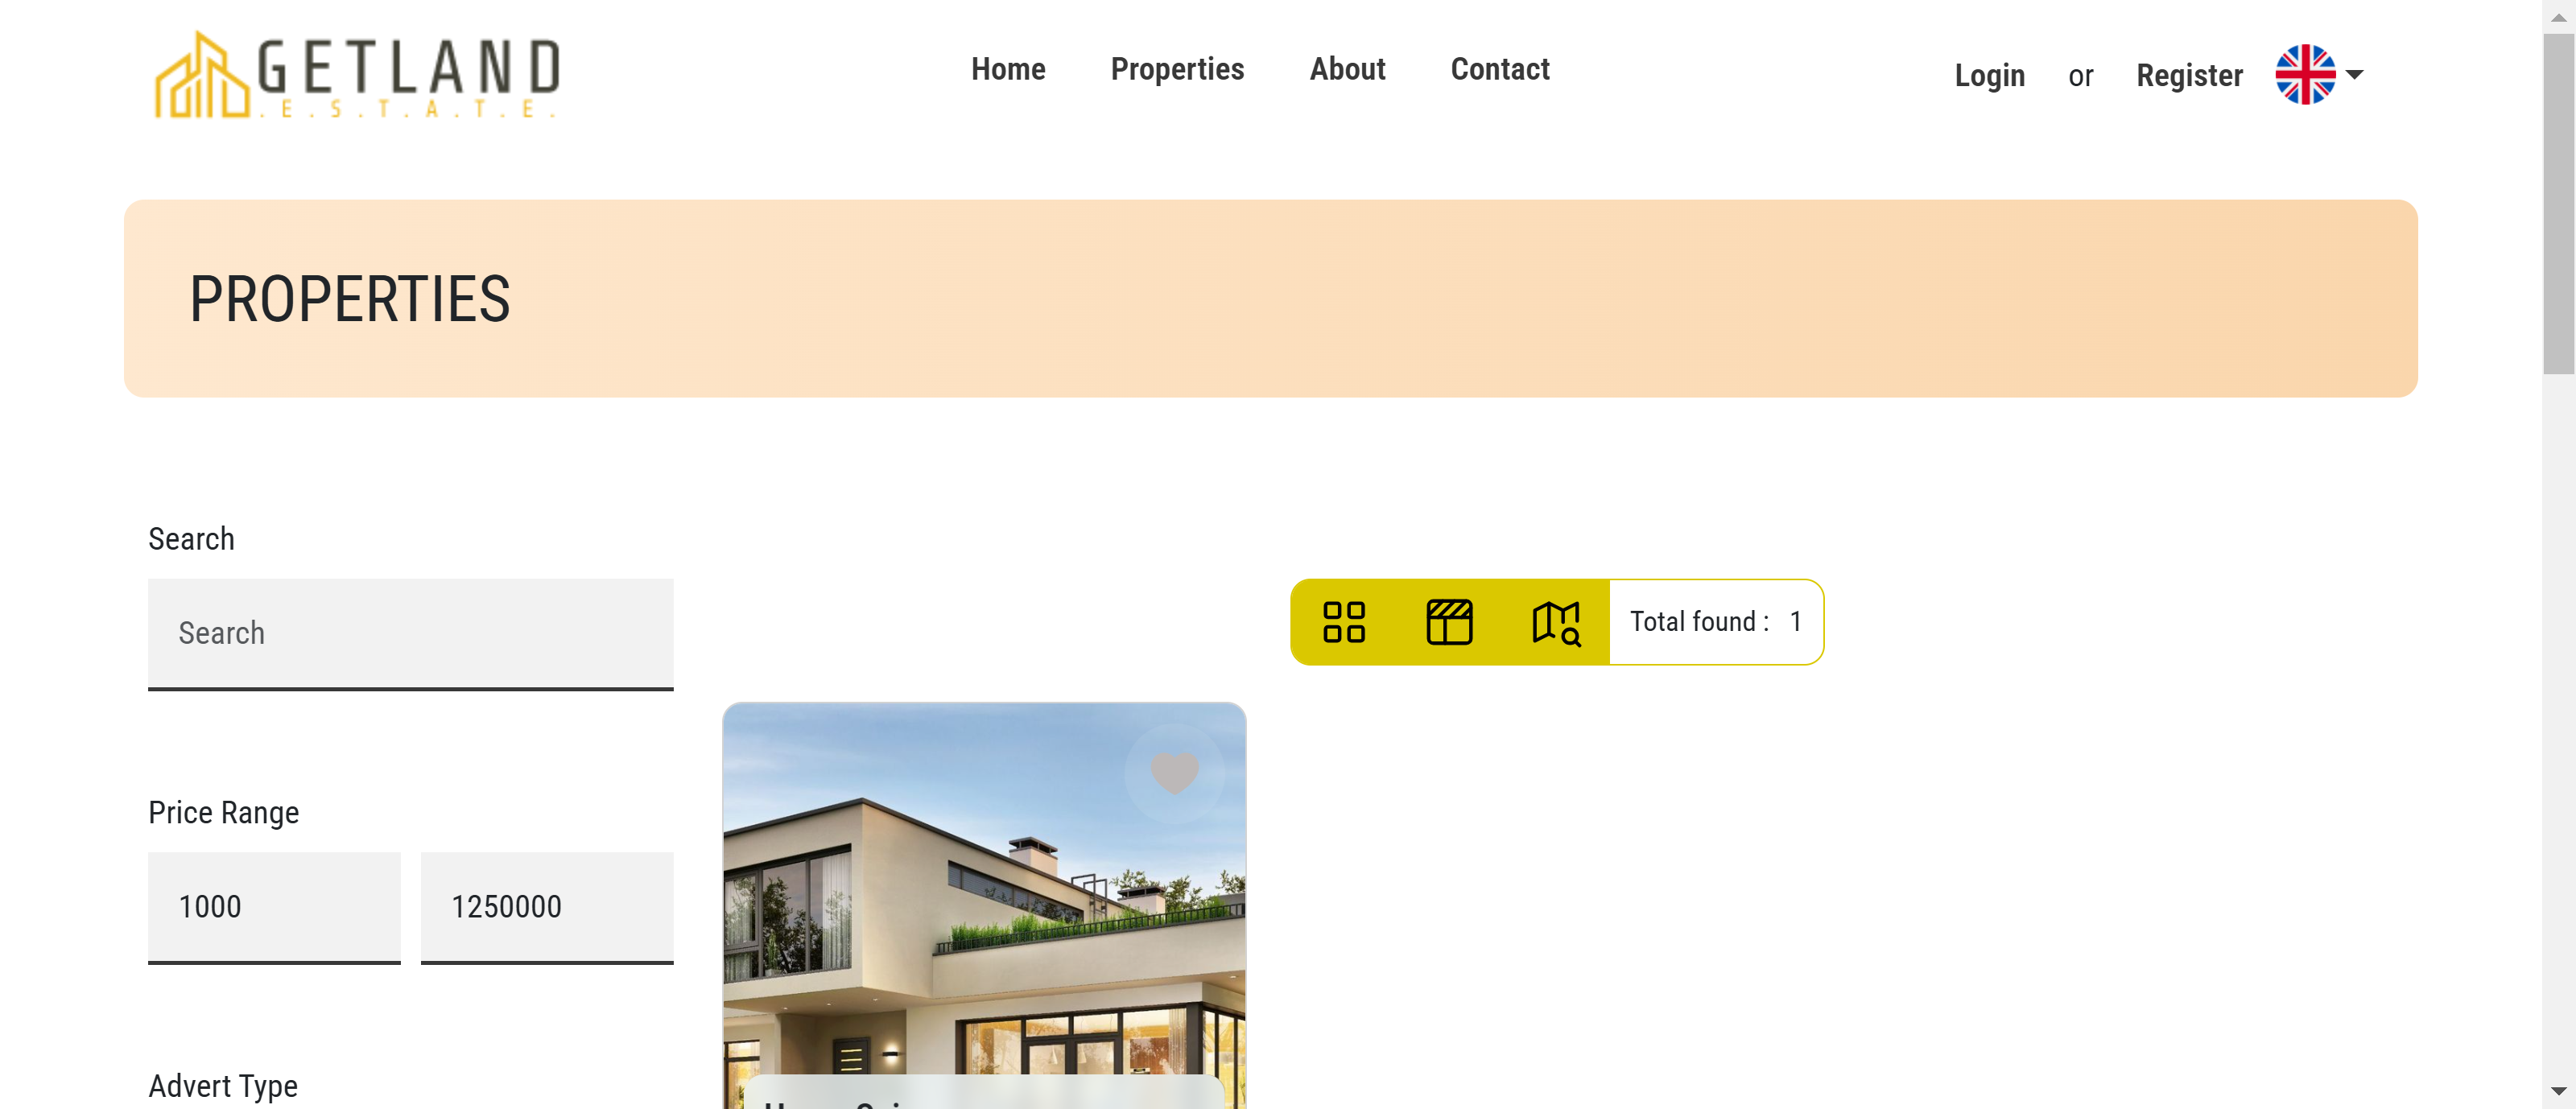 GETLAND
.E.S.T.A.T.E.
Home Properties About Contact
Login or Register
PROPERTIES
Search
Search
Total found : 1
Price Range
1000 1250000
Advert Type